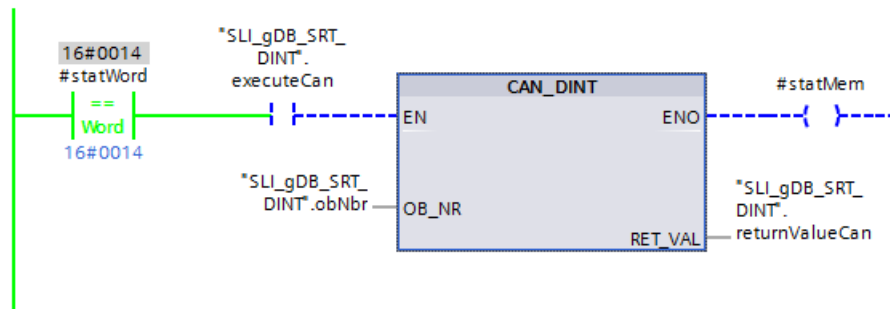 16#0014
#statWord
==
Word
16#0014
"SLI_gDB_SRT_
DINT".
executeCan
CAN_DINT
EN
ENO
"SLI_gDB_SRT_
DINT".obNbr
OB_NR
RET_VAL
#statMem
"SLI_gDB_SRT_
DINT".
returnValueCan